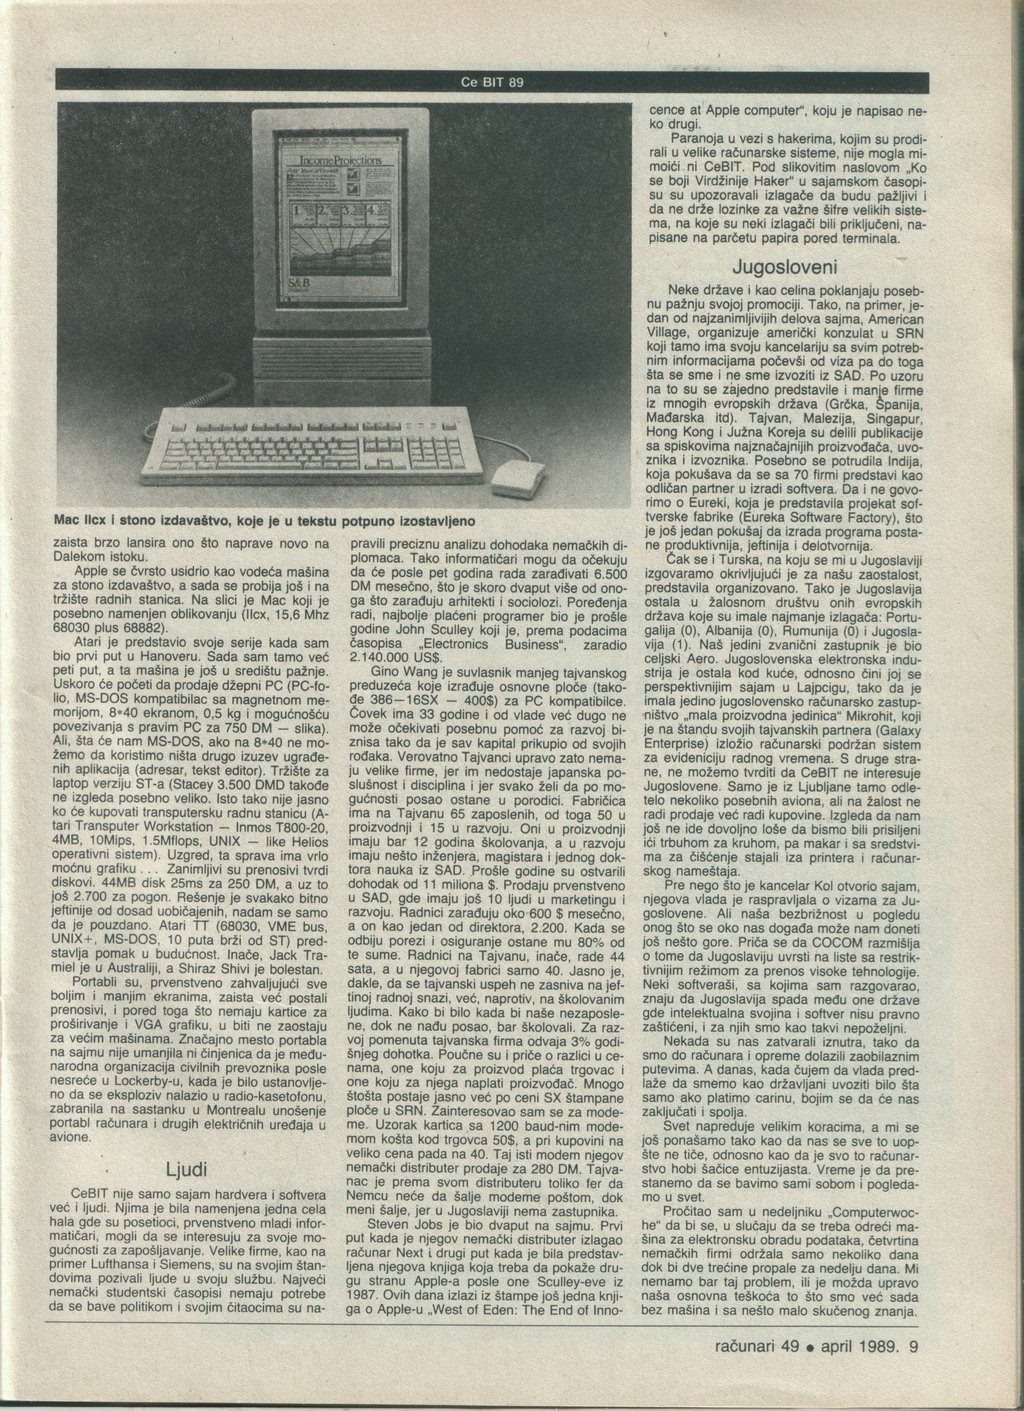 Ce BIT 89
Income Projections
1
2
3
4
S&B
Mac IIcx i stono izdavaštvo, koje je u tekstu potpuno izostavljeno
zaista brzo lansira ono što naprave novo na
Dalekom istoku.
Apple se čvrsto usidrio kao vodeća mašina
za stono izdavaštvo, a sada se probija još i na
tržište radnih stanica. Na slici je Mac koji je
posebno namenjen oblikovanju (IIcx, 15,6 Mhz
68030 plus 68882).
Atari je predstavio svoje serije kada sam
bio prvi put u Hanoveru. Sada sam tamo već
peti put, a ta mašina je još u središtu pažnje.
Uskoro će početi da prodaje džepni PC (PC-fo-
lio, MS-DOS kompatibilac sa magnetnom me-
morijom, 8*40 ekranom, 0,5 kg i mogućnošću
povezivanja s pravim PC za 750 DM — slika).
Ali, šta će nam MS-DOS, ako na 8*40 ne mo-
žemo da koristimo ništa drugo izuzev ugrađe-
nih aplikacija (adresar, tekst editor). Tržište za
laptop verziju ST-a (Stacey 3.500 DMD takođe
ne izgleda posebno veliko. Isto tako nije jasno
ko će kupovati transputersku radnu stanicu (A-
tari Transputer Workstation — Inmos T800-20,
4MB, 10Mips, 1.5Mflops, UNIX — like Helios
operativni sistem). Uzgred, ta sprava ima vrlo
moćnu grafiku . . . Zanimljivi su prenosivi tvrdi
diskovi. 44MB disk 25ms za 250 DM, a uz to
još 2.700 za pogon. Rešenje je svakako bitno
jeftinije od dosad uobičajenih, nadam se samo
da je pouzdano. Atari TT (68030, VME bus,
UNIX+, MS-DOS, 10 puta brži od ST) pred-
stavlja pomak u budućnost. Inače, Jack Tra-
miel je u Australiji, a Shiraz Shivi je bolestan.
Portabli su, prvenstveno zahvaljujući sve
boljim i manjim ekranima, zaista već postali
prenosivi, i pored toga što nemaju kartice za
proširivanje i VGA grafiku, u biti ne zaostaju
za većim mašinama. Značajno mesto portabla
na sajmu nije umanjila ni činjenica da je među-
narodna organizacija civilnih prevoznika posle
nesreće u Lockerby-u, kada je bilo ustanovlje-
no da se eksploziv nalazio u radio-kasetofonu,
zabranila na sastanku u Montrealu unošenje
portabl računara i drugih električnih uređaja u
avione.
Ljudi
CeBIT nije samo sajam hardvera i softvera
već i ljudi. Njima je bila namenjena jedna cela
hala gde su posetioci, prvenstveno mladi infor-
matičari, mogli da se interesuju za svoje mo-
gućnosti za zapošljavanje. Velike firme, kao na
primer Lufthansa i Siemens, su na svojim štan-
dovima pozivali ljude u svoju službu. Najveći
nemački studentski časopisi nemaju potrebe
da se bave politikom i svojim čitaocima su na-
pravili preciznu analizu dohodaka nemačkih di-
plomaca. Tako informatičari mogu da očekuju
da će posle pet godina rada zarađivati 6.500
DM mesečno, što je skoro dvaput više od ono-
ga što zarađuju arhitekti i sociolozi. Poređenja
radi, najbolje plaćeni programer bio je prošle
godine John Sculley koji je, prema podacima
časopisa „Electronics Business“, zaradio
2.140.000 US$.
Gino Wang je suvlasnik manjeg tajvanskog
preduzeća koje izrađuje osnovne ploče (tako-
đe 386—16SX — 400$) za PC kompatibilce.
Čovek ima 33 godine i od vlade već dugo ne
može očekivati posebnu pomoć za razvoj bi-
znisa tako da je sav kapital prikupio od svojih
rođaka. Verovatno Tajvanci upravo zato nema-
ju velike firme, jer im nedostaje japanska po-
slušnost i disciplina i jer svako želi da po mo-
gućnosti posao ostane u porodici. Fabričica
ima na Tajvanu 65 zaposlenih, od toga 50 u
proizvodnji i 15 u razvoju. Oni u proizvodnji
imaju bar 12 godina školovanja, a u razvoju
imaju nešto inženjera, magistara i jednog dok-
tora nauka iz SAD. Prošle godine su ostvarili
dohodak od 11 miliona $. Prodaju prvenstveno
u SAD, gde imaju još 10 ljudi u marketingu i
razvoju. Radnici zarađuju oko 600 $ mesečno,
a on kao jedan od direktora, 2.200. Kada se
odbiju porezi i osiguranje ostane mu 80% od
te sume. Radnici na Tajvanu, inače, rade 44
sata, a u njegovoj fabrici samo 40. Jasno je,
dakle, da se tajvanski uspeh ne zasniva na jef-
tinoj radnoj snazi, već, naprotiv, na školovanim
ljudima. Kako bi bilo kada bi naše nezaposle-
ne, dok ne nađu posao, bar školovali. Za raz-
voj pomenuta tajvanska firma odvaja 3% godi-
šnjeg dohotka. Poučne su i priče o razlici u ce-
nama, one koju za proizvod plaća trgovac i
one koju za njega naplati proizvođač. Mnogo
štošta postaje jasno već po ceni SX štampane
ploče u SRN. Zainteresovao sam se za mode-
me. Uzorak kartica sa 1200 baud-nim mode-
mom košta kod trgovca 50$, a pri kupovini na
veliko cena pada na 40. Taj isti modem njegov
nemački distributer prodaje za 280 DM. Tajva-
nac je prema svom distributeru toliko fer da
Nemcu neće da šalje modeme poštom, dok
meni šalje, jer u Jugoslaviji nema zastupnika.
Steven Jobs je bio dvaput na sajmu. Prvi
put kada je njegov nemački distributer izlagao
računar Next i drugi put kada je bila predstav-
ljena njegova knjiga koja treba da pokaže dru-
gu stranu Apple-a posle one Sculley-eve iz
1987. Ovih dana izlazi iz štampe još jedna knji-
ga o Apple-u „West of Eden: The End of Inno-
cence at Apple computer“, koju je napisao ne-
ko drugi.
Paranoja u vezi s hakerima, kojim su prodi-
rali u velike računarske sisteme, nije mogla mi-
moići ni CeBIT. Pod slikovitim naslovom „Ko
se boji Virdžinije Haker“ u sajamskom časopi-
su su upozoravali izlagače da budu pažljivi i
da ne drže lozinke za važne šifre velikih siste-
ma, na koje su neki izlagači bili priključeni, na-
pisane na parčetu papira pored terminala.
Jugosloveni
Neke države i kao celina poklanjaju poseb-
nu pažnju svojoj promociji. Tako, na primer, je-
dan od najzanimljivijih delova sajma, American
Village, organizuje američki konzulat u SRN
koji tamo ima svoju kancelariju sa svim potreb-
nim informacijama počevši od viza pa do toga
šta se sme i ne sme izvoziti iz SAD. Po uzoru
na to su se zajedno predstavile i manje firme
iz mnogih evropskih država (Grčka, Španija,
Mađarska itd). Tajvan, Malezija, Singapur,
Hong Kong i Južna Koreja su delili publikacije
sa spiskovima najznačajnijih proizvođača, uvo-
znika i izvoznika. Posebno se potrudila Indija,
koja pokušava da se sa 70 firmi predstavi kao
odličan partner u izradi softvera. Da i ne govo-
rimo o Eureki, koja je predstavila projekat sof-
tverske fabrike (Eureka Software Factory), što
je još jedan pokušaj da izrada programa posta-
ne produktivnija, jeftinija i delotvornija.
Čak se i Turska, na koju se mi u Jugoslaviji
izgovaramo okrivljujući je za našu zaostalost,
predstavila organizovano. Tako je Jugoslavija
ostala u žalosnom društvu onih evropskih
država koje su imale najmanje izlagača: Portu-
galija (0), Albanija (0), Rumunija (0) i Jugosla-
vija (1). Naš jedini zvanični zastupnik je bio
celjski Aero. Jugoslovenska elektronska indu-
strija je ostala kod kuće, odnosno čini joj se
perspektivnijim sajam u Lajpcigu, tako da je
imala jedino jugoslovensko računarsko zastup-
ništvo „mala proizvodna jedinica“ Mikrohit, koji
je na štandu svojih tajvanskih partnera (Galaxy
Enterprise) izložio računarski podržan sistem
za evideniciju radnog vremena. S druge stra-
ne, ne možemo tvrditi da CeBIT ne interesuje
Jugoslovene. Samo je iz Ljubljane tamo odle-
telo nekoliko posebnih aviona, ali na žalost ne
radi prodaje već radi kupovine. Izgleda da nam
još ne ide dovoljno loše da bismo bili prisiljeni
ići trbuhom za kruhom, pa makar i sa sredstvi-
ma za čišćenje stajali iza printera i računar-
skog nameštaja.
Pre nego što je kancelar Kol otvorio sajam,
njegova vlada je raspravljala o vizama za Ju-
goslovene. Ali naša bezbrižnost u pogledu
onog što se oko nas događa može nam doneti
još nešto gore. Priča se da COCOM razmišlja
o tome da Jugoslaviju uvrsti na liste sa restrik-
tivnijim režimom za prenos visoke tehnologije.
Neki softveraši, sa kojima sam razgovarao,
znaju da Jugoslavija spada među one države
gde intelektualna svojina i softver nisu pravno
zaštićeni, i za njih smo kao takvi nepoželjni.
Nekada su nas zatvarali iznutra, tako da
smo do računara i opreme dolazili zaobilaznim
putevima. A danas, kada čujem da vlada pred-
laže da smemo kao državljani uvoziti bilo šta
samo ako platimo carinu, bojim se da će nas
zaključati i spolja.
Svet napreduje velikim koracima, a mi se
još ponašamo tako kao da nas se sve to uop-
šte ne tiče, odnosno kao da je svo to računar-
stvo hobi šačice entuzijasta. Vreme je da pre-
stanemo da se bavimo sami sobom i pogleda-
mo u svet.
Pročitao sam u nedeljniku „Computerwoc-
he“ da bi se, u slučaju da se treba odreći ma-
šina za elektronsku obradu podataka, četvrtina
nemačkih firmi održala samo nekoliko dana
dok bi dve trećine propale za nedelju dana. Mi
nemamo bar taj problem, ili je možda upravo
naša osnovna teškoća to što smo već sada
bez mašina i sa nešto malo skučenog znanja.
računari 49 • april 1989. 9